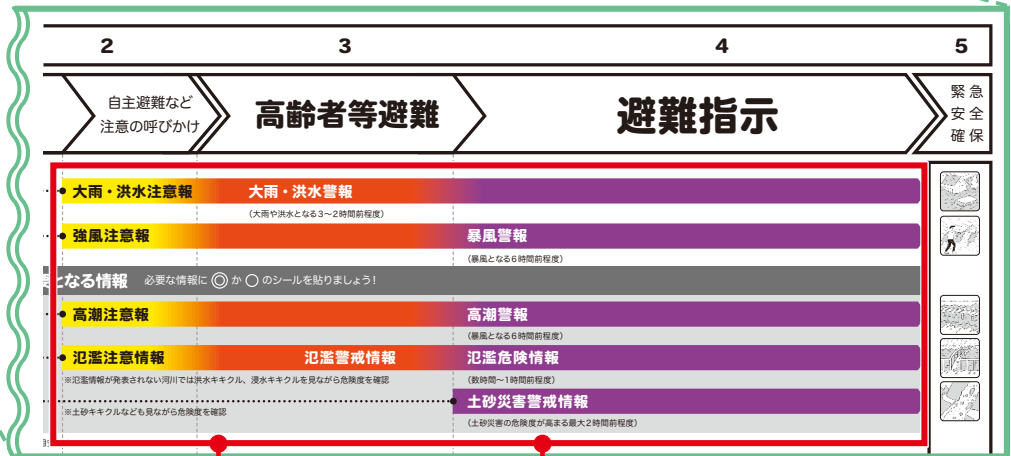 2 3 4 5
自主避難など
注意の呼びかけ
高齢者等避難
避難指示
緊急
安全
確保
大雨・洪水注意報 大雨・洪水警報
(大雨や洪水となる3〜2時間前程度)
強風注意報 暴風警報
(暴風となる6時間前程度)
となる情報 必要な情報に◎か○のシールを貼りましょう!
高潮注意報 高潮警報
(暴風となる6時間前程度)
氾濫注意情報 氾濫警戒情報 氾濫危険情報
※氾濫情報が発表されない河川では洪水キキクル、浸水キキクルを見ながら危険度を確認 (数時間〜1時間前程度)
土砂災害警戒情報
※土砂キキクルなども見ながら危険度を確認
(土砂災害の危険度が高まる最大2時間前程度)